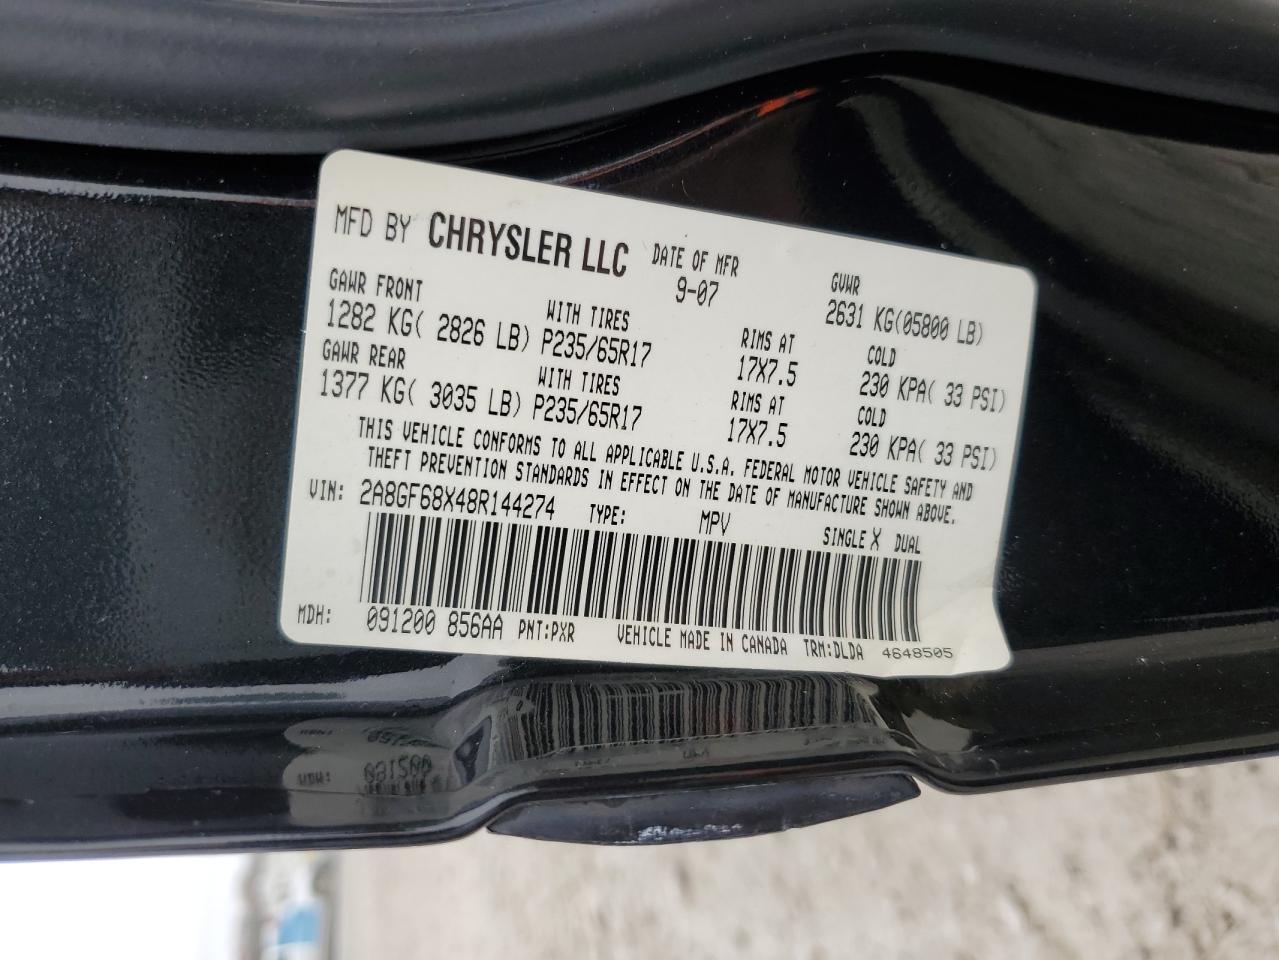 MFD BY CHRYSLER LLC DATE OF MFR GVWR
9-07 2631 KG(05800 LB)
GAWR FRONT WITH TIRES RIMS AT COLD
1282 KG( 2826 LB) P235/65R17 17X7.5 230 KPA( 33 PSI)
GAWR REAR WITH TIRES RIMS AT COLD
1377 KG( 3035 LB) P235/65R17 17X7.5 230 KPA( 33 PSI)
THIS VEHICLE CONFORMS TO ALL APPLICABLE U.S.A. FEDERAL MOTOR VEHICLE SAFETY AND
THEFT PREVENTION STANDARDS IN EFFECT ON THE DATE OF MANUFACTURE SHOWN ABOVE.
VIN: 2A8GF68X48R144274 TYPE: MPV SINGLE X DUAL
MDH: 091200 856AA PNT:PXR VEHICLE MADE IN CANADA TRM:DLDA 4648505